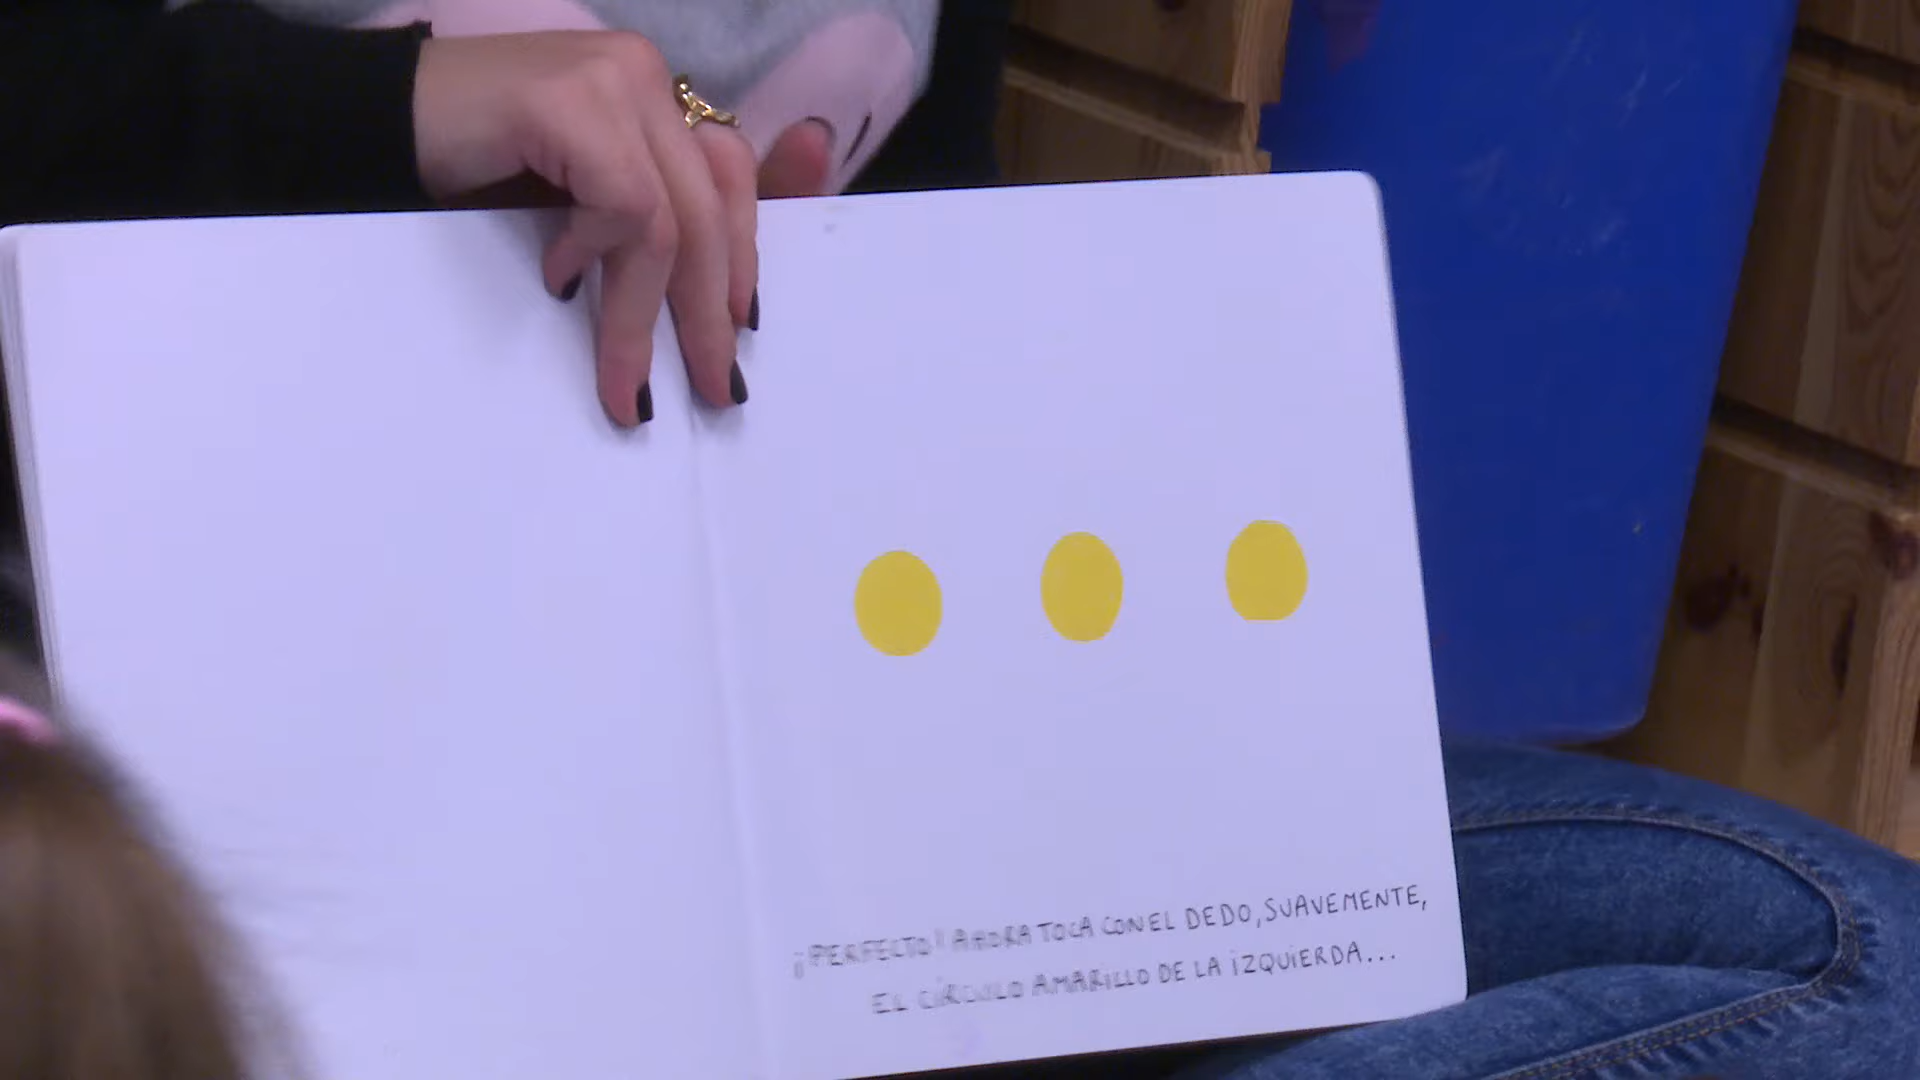 ¡PERFECTO! AHORA TOCA CON EL DEDO, SUAVEMENTE,
EL CÍRCULO AMARILLO DE LA IZQUIERDA...